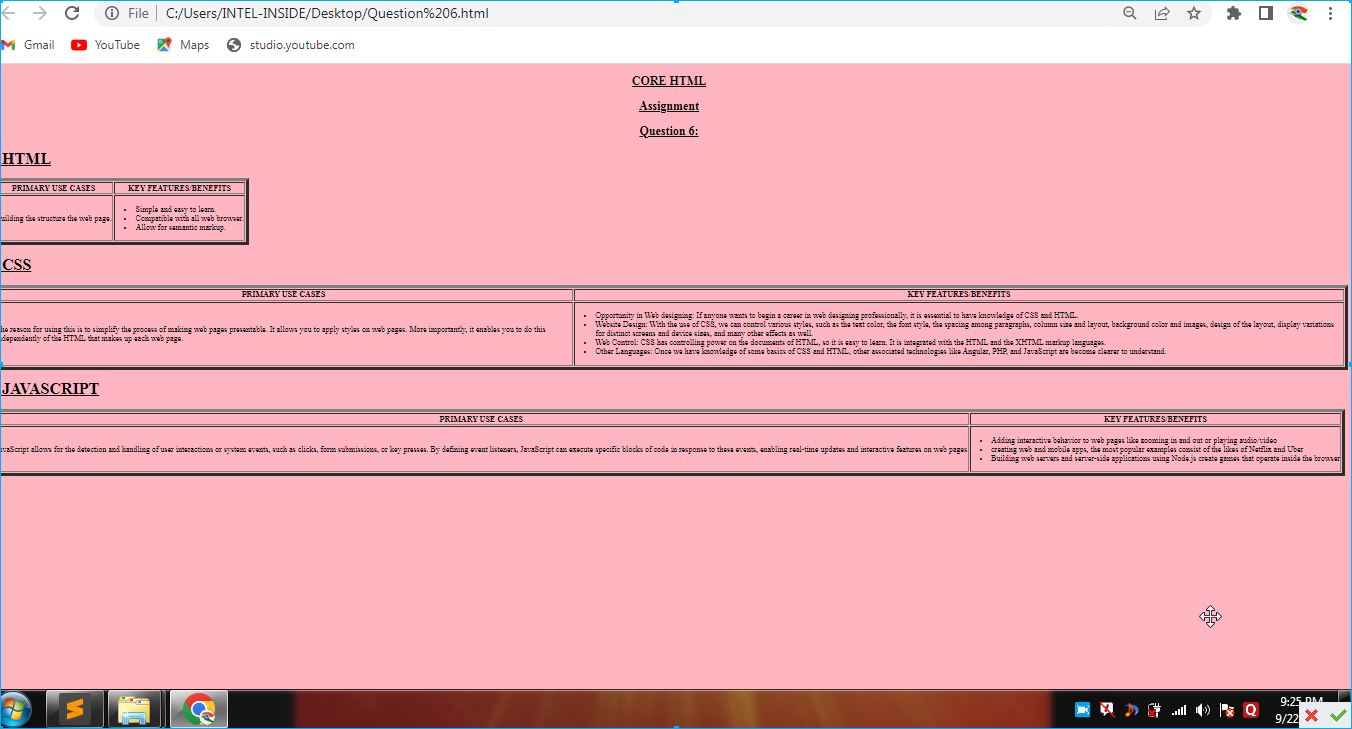 File
C:/Users/INTEL-INSIDE/Desktop/Question%206.html
Gmail
YouTube
Maps
studio.youtube.com
CORE HTML
Assignment
Question 6:
HTML
PRIMARY USE CASES
KEY FEATURES/BENEFITS
uilding the structure the web page.
• Simple and easy to learn.
• Compatible with all web browser.
• Allow for semantic markup.
CSS
PRIMARY USE CASES
KEY FEATURES/BENEFITS
he reason for using this is to simplify the process of making web pages presentable. It allows you to apply styles on web pages. More importantly, it enables you to do this
dependently of the HTML that makes up each web page.
• Opportunity in Web designing: If anyone wants to begin a career in web designing professionally, it is essential to have knowledge of CSS and HTML.
• Website Design: With the use of CSS, we can control various styles, such as the text color, the font style, the spacing among paragraphs, column size and layout, background color and images, design of the layout, display variations
for distinct screens and device sizes, and many other effects as well.
• Web Control: CSS has controlling power on the documents of HTML, so it is easy to learn. It is integrated with the HTML and the XHTML markup languages.
• Other Languages: Once we have knowledge of some basics of CSS and HTML, other associated technologies like Angular, PHP, and JavaScript are become clearer to understand.
JAVASCRIPT
PRIMARY USE CASES
KEY FEATURES/BENEFITS
vaScript allows for the detection and handling of user interactions or system events, such as clicks, form submissions, or key presses. By defining event listeners, JavaScript can execute specific blocks of code in response to these events, enabling real-time updates and interactive features on web pages
• Adding interactive behavior to web pages like zooming in and out or playing audio/video
• creating web and mobile apps, the most popular examples consist of the likes of Netflix and Uber
• Building web servers and server-side applications using Node.js create games that operate inside the browser
9:25 PM
9/22